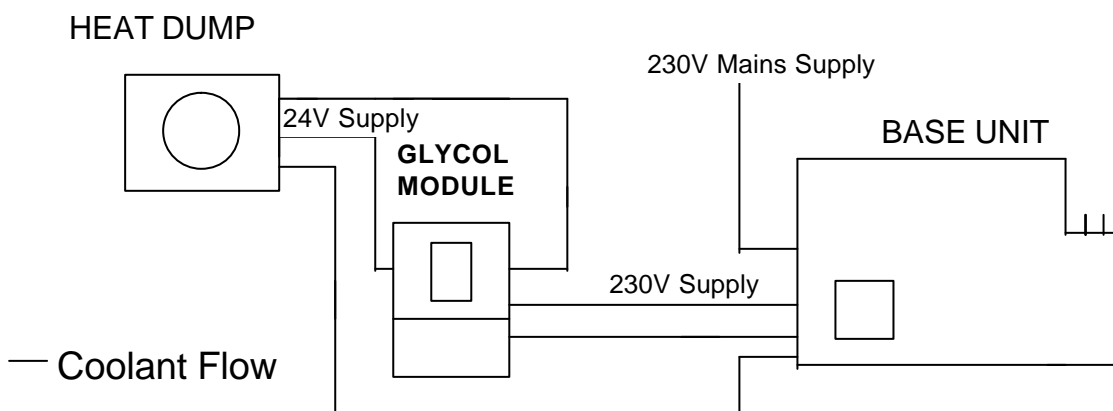 HEAT DUMP
230V Mains Supply
24V Supply
BASE UNIT
GLYCOL
MODULE
230V Supply
Coolant Flow